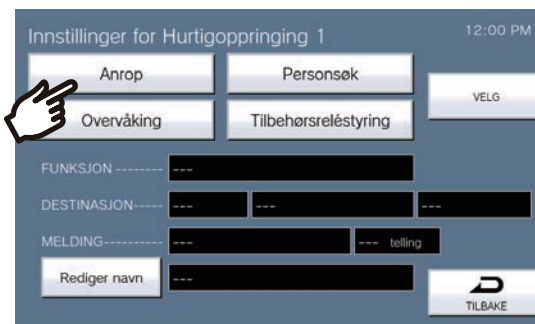 Innstillinger for Hurtigoppringing 1 12:00 PM
Anrop Personsøk
VELG
Overvåking Tilbehørsreléstyring
FUNKSJON -------- ---
DESTINASJON----- --- --- ---
MELDING---------- --- --- telling
Rediger navn ---
TILBAKE